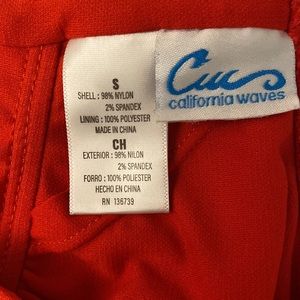 S
SHELL : 98% NYLON
2% SPANDEX
LINING : 100% POLYESTER
MADE IN CHINA
CH
EXTERIOR : 98% NILON
2% SPANDEX
FORRO : 100% POLYESTER
HECHO EN CHINA
RN 136739
california waves